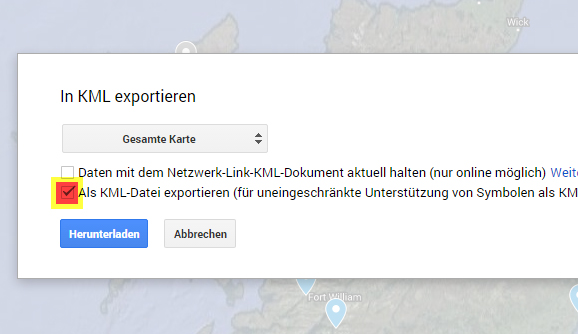 Wick
In KML exportieren
Gesamte Karte
Daten mit dem Netzwerk-Link-KML-Dokument aktuell halten (nur online möglich) Weite
Als KML-Datei exportieren (für uneingeschränkte Unterstützung von Symbolen als KM
Herunterladen Abbrechen
Fort William